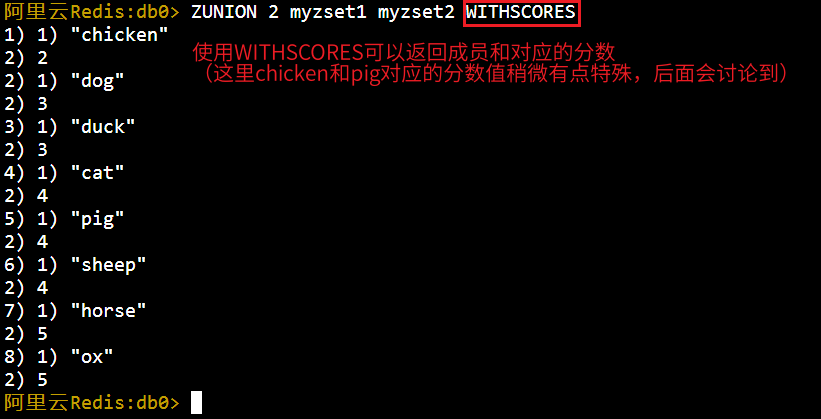 阿里云Redis:db0> ZUNION 2 myzset1 myzset2 WITHSCORES
1) 1) "chicken"
2) 2
使用WITHSCORES可以返回成员和对应的分数
（这里chicken和pig对应的分数值稍微有点特殊，后面会讨论到）
2) 1) "dog"
2) 3
3) 1) "duck"
2) 3
4) 1) "cat"
2) 4
5) 1) "pig"
2) 4
6) 1) "sheep"
2) 4
7) 1) "horse"
2) 5
8) 1) "ox"
2) 5
阿里云Redis:db0>